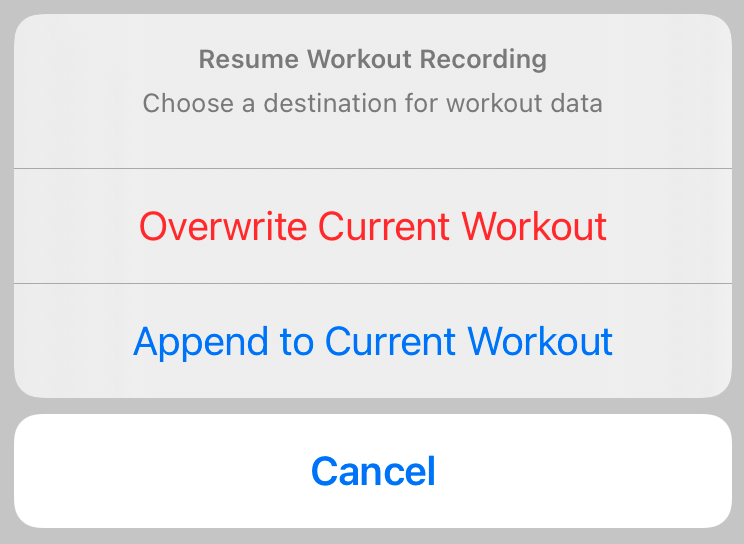 Resume Workout Recording
Choose a destination for workout data
Overwrite Current Workout
Append to Current Workout
Cancel